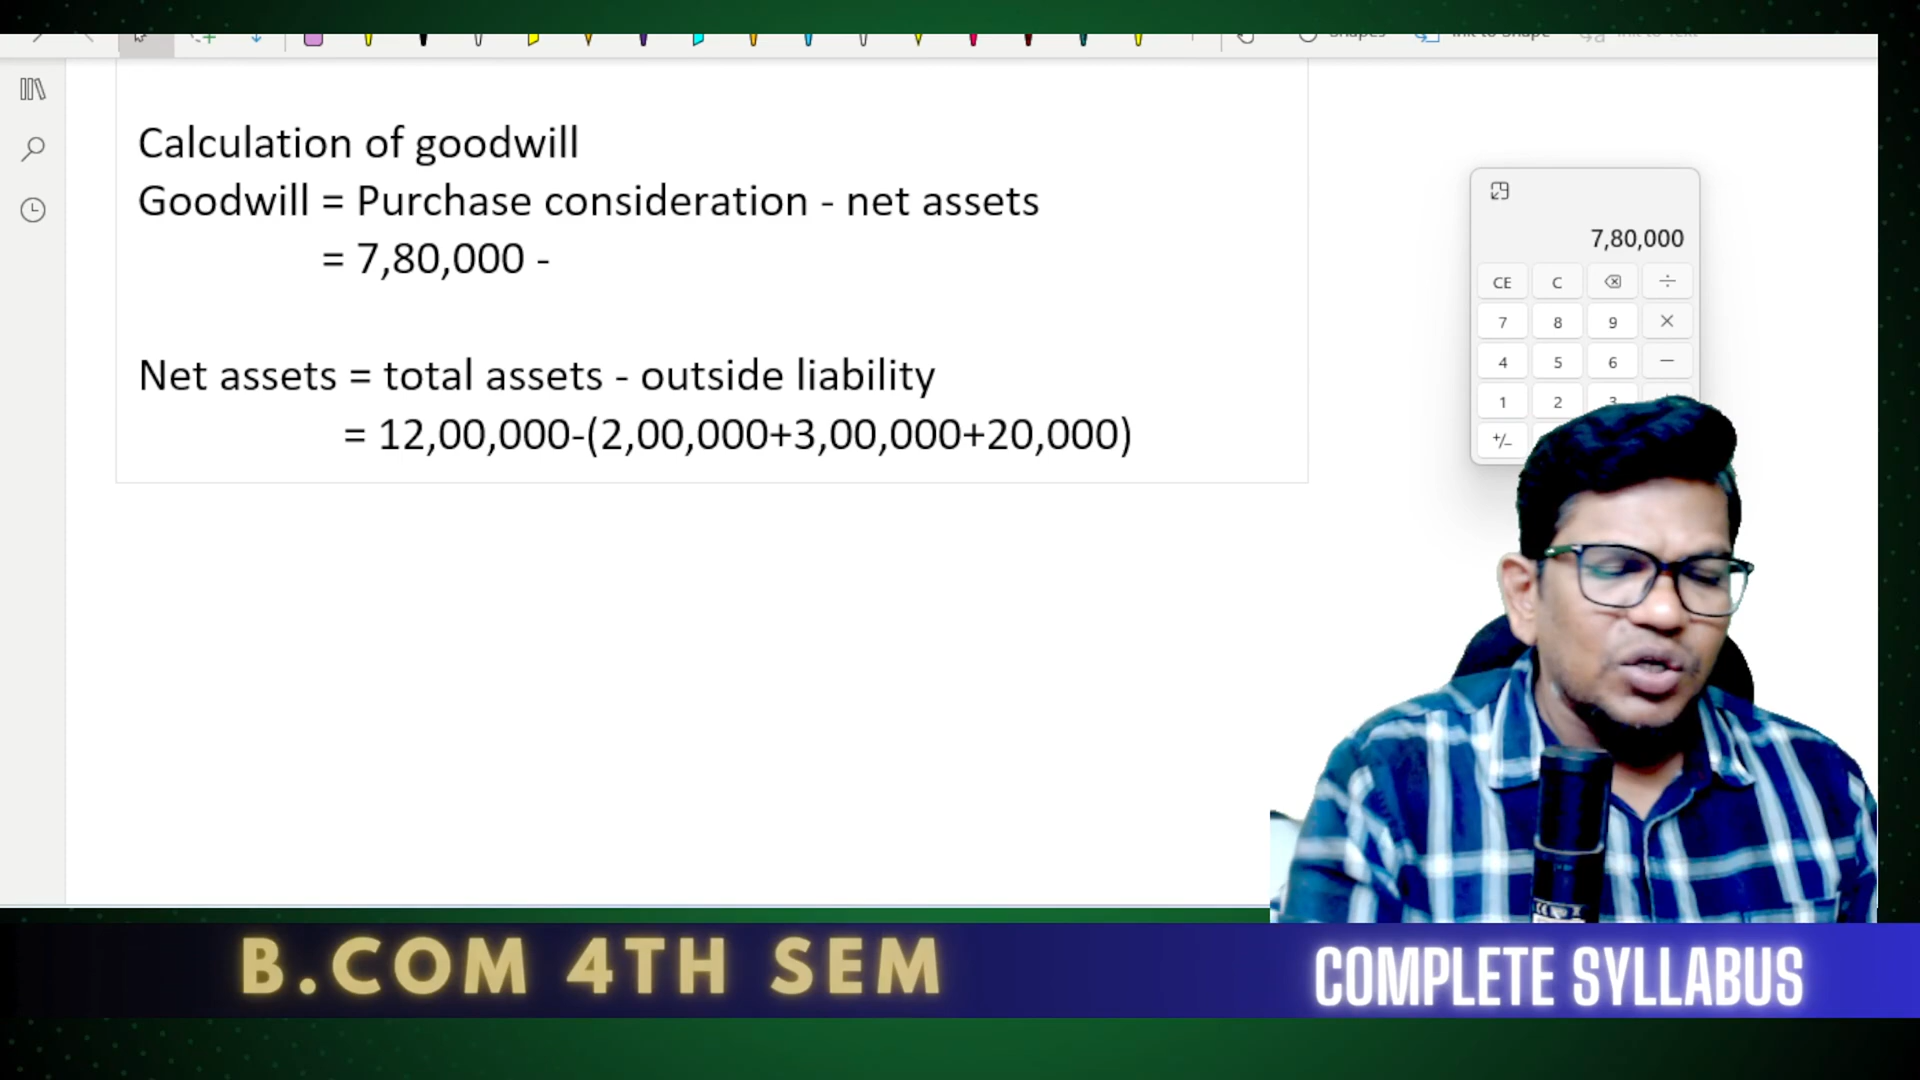 Calculation of goodwill
Goodwill = Purchase consideration - net assets
= 7,80,000 -
Net assets = total assets - outside liability
= 12,00,000-(2,00,000+3,00,000+20,000)
7,80,000
CE C ÷
7 8 9 ×
4 5 6 −
1 2 3
+/−
B.COM 4TH SEM
COMPLETE SYLLABUS